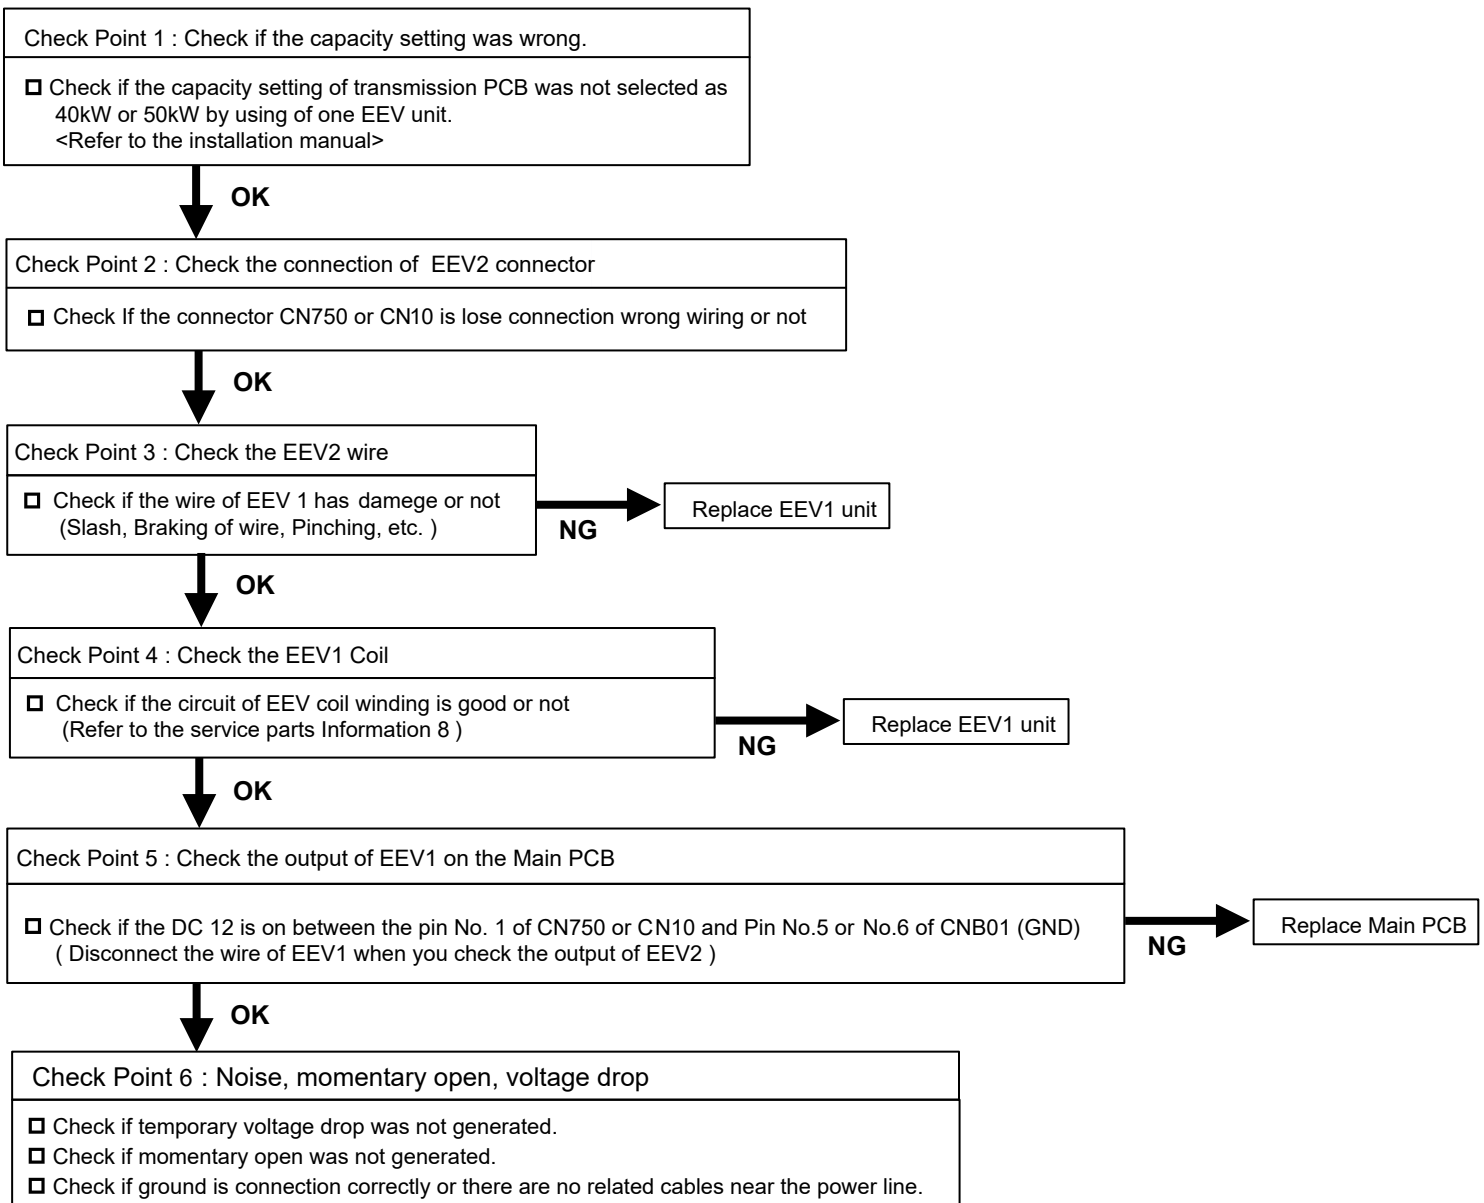 Check Point 1 : Check if the capacity setting was wrong.
Check if the capacity setting of transmission PCB was not selected as
40kW or 50kW by using of one EEV unit.
<Refer to the installation manual>
OK
Check Point 2 : Check the connection of EEV2 connector
Check If the connector CN750 or CN10 is lose connection wrong wiring or not
OK
Check Point 3 : Check the EEV2 wire
Check if the wire of EEV 1 has damege or not
(Slash, Braking of wire, Pinching, etc. )
NG
Replace EEV1 unit
OK
Check Point 4 : Check the EEV1 Coil
Check if the circuit of EEV coil winding is good or not
(Refer to the service parts Information 8 )
NG
Replace EEV1 unit
OK
Check Point 5 : Check the output of EEV1 on the Main PCB
Check if the DC 12 is on between the pin No. 1 of CN750 or CN10 and Pin No.5 or No.6 of CNB01 (GND)
( Disconnect the wire of EEV1 when you check the output of EEV2 )
NG
Replace Main PCB
OK
Check Point 6 : Noise, momentary open, voltage drop
Check if temporary voltage drop was not generated.
Check if momentary open was not generated.
Check if ground is connection correctly or there are no related cables near the power line.